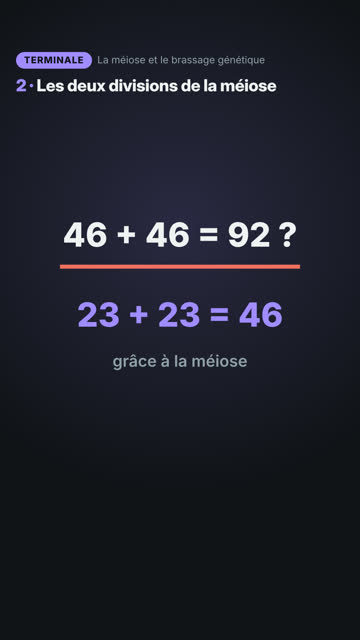 TERMINALE La méiose et le brassage génétique
2 · Les deux divisions de la méiose
46 + 46 = 92 ?
23 + 23 = 46
grâce à la méiose